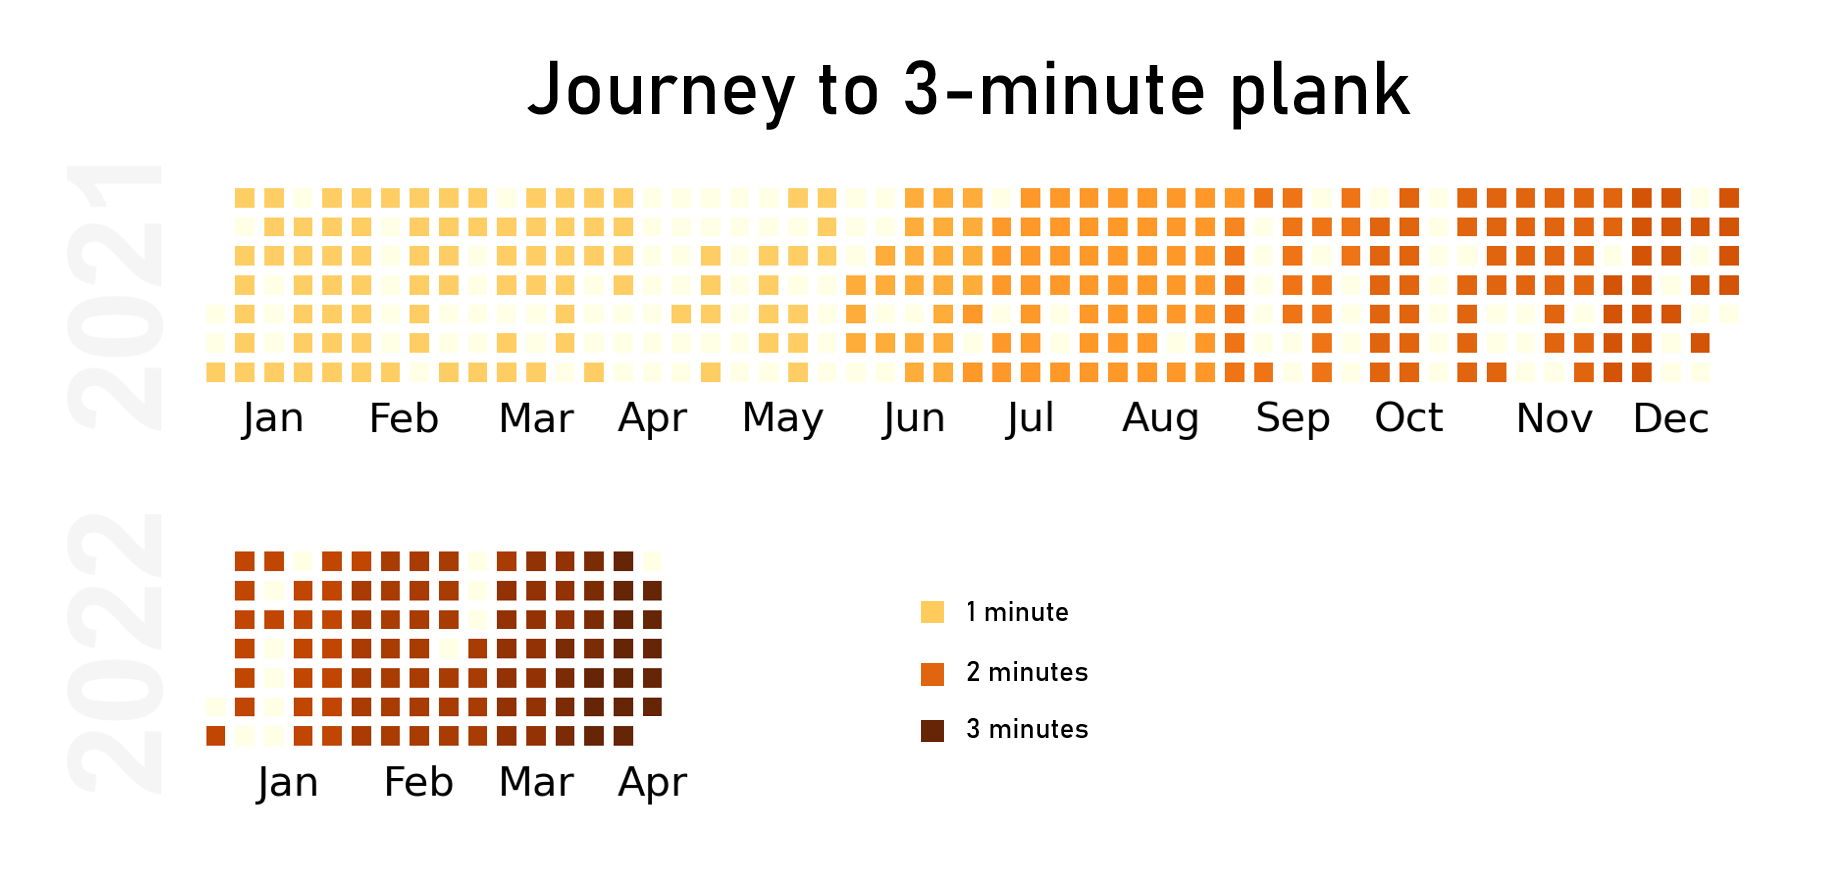 Journey to 3-minute plank
2021
Jan Feb Mar Apr May Jun Jul Aug Sep Oct Nov Dec
2022
Jan Feb Mar Apr
1 minute
2 minutes
3 minutes